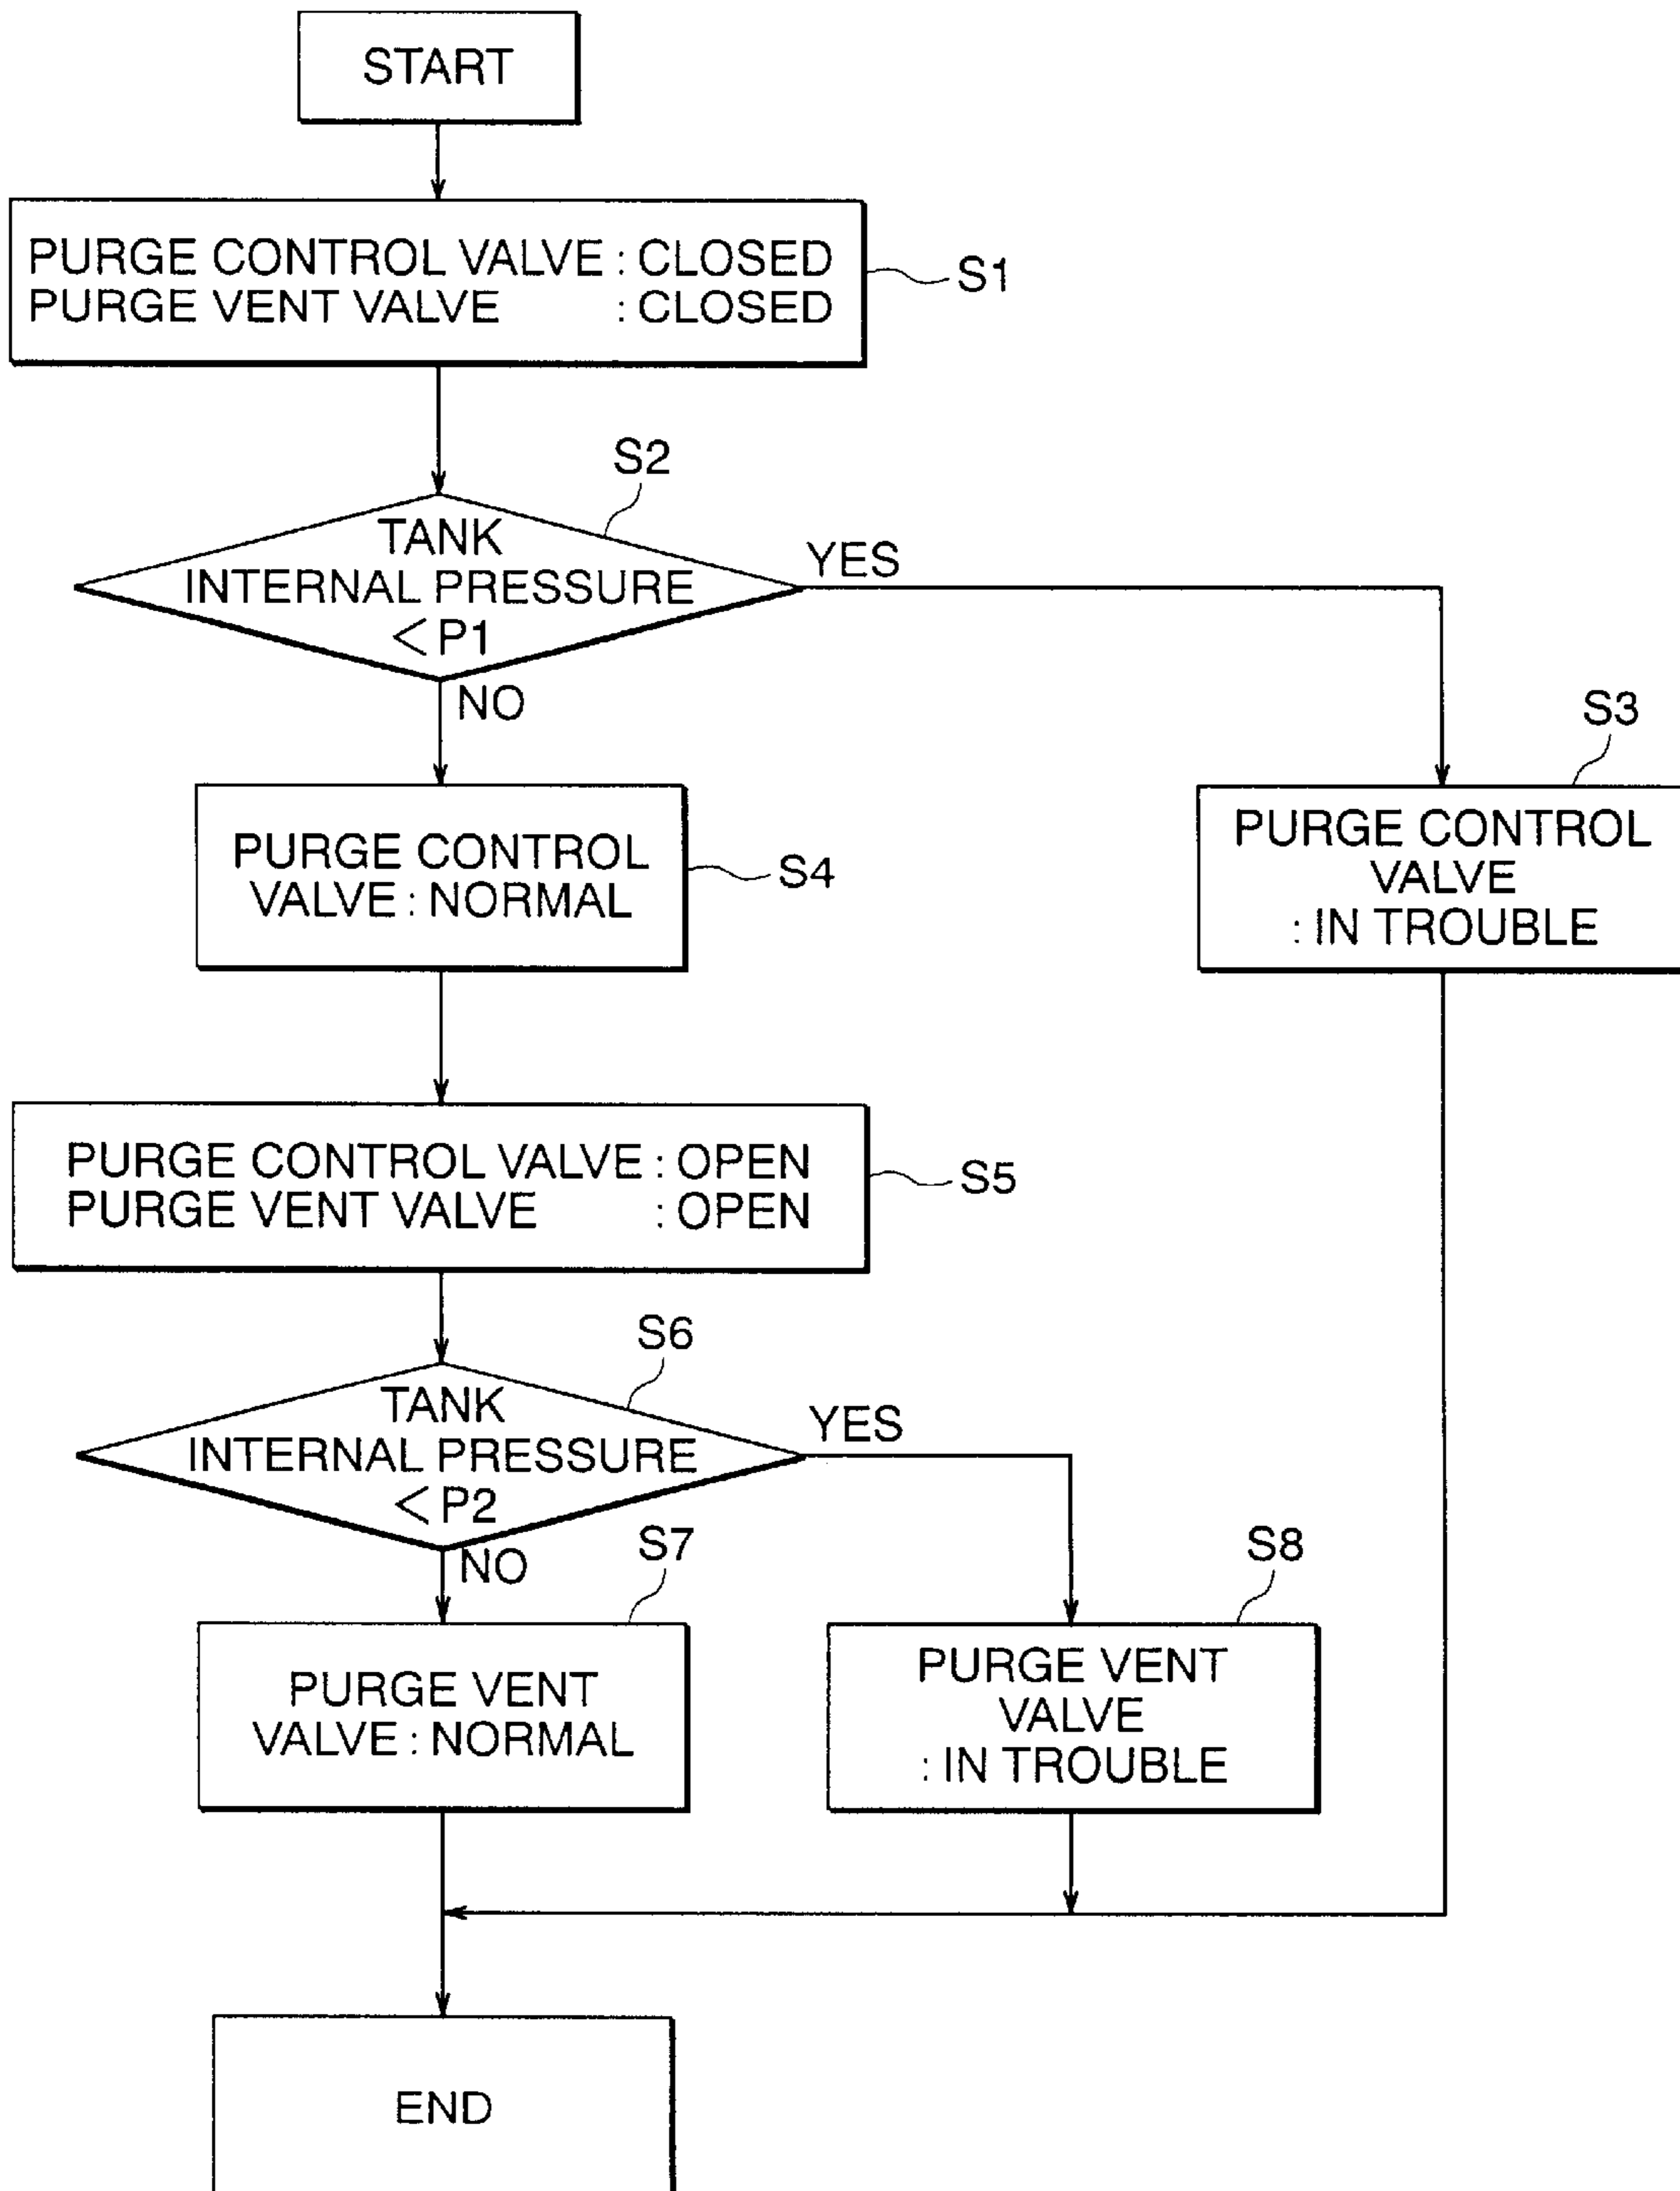 START
PURGE CONTROL VALVE : CLOSED
PURGE VENT VALVE : CLOSED
S1
S2
TANK
INTERNAL PRESSURE
< P1
YES
NO
S3
PURGE CONTROL
VALVE
: IN TROUBLE
PURGE CONTROL
VALVE : NORMAL
S4
PURGE CONTROL VALVE : OPEN
PURGE VENT VALVE : OPEN
S5
S6
TANK
INTERNAL PRESSURE
< P2
YES
NO
S7
PURGE VENT
VALVE : NORMAL
S8
PURGE VENT
VALVE
: IN TROUBLE
END